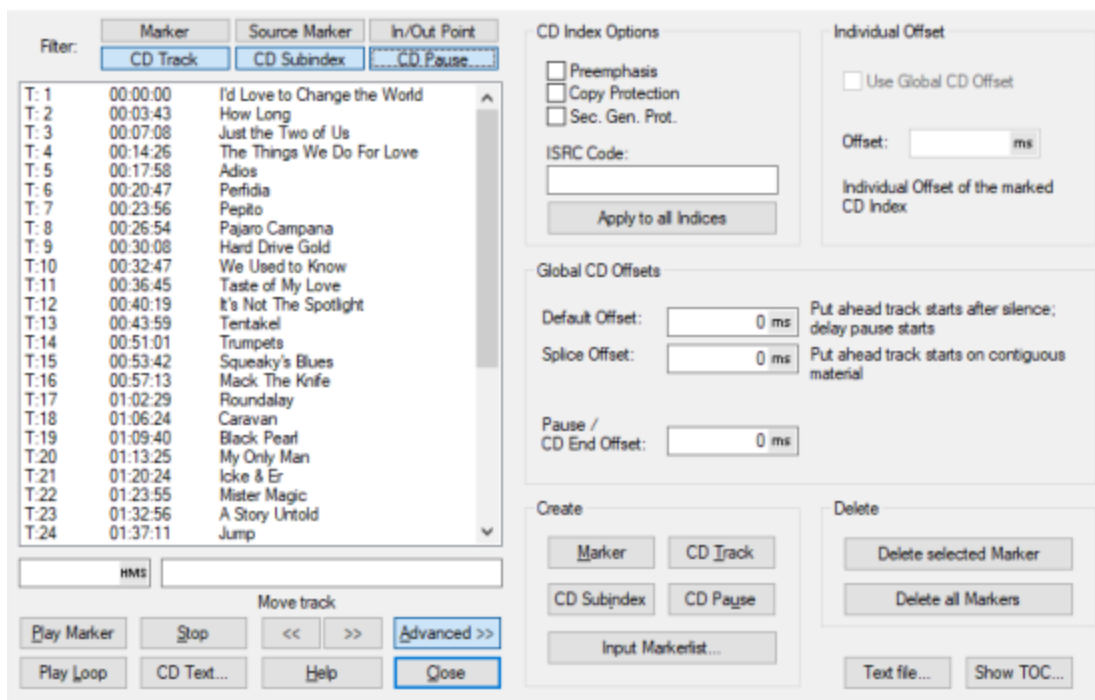 Filter:
Marker Source Marker In/Out Point
CD Track CD Subindex CD Pause
T: 1 00:00:00 I'd Love to Change the World
T: 2 00:03:43 How Long
T: 3 00:07:08 Just the Two of Us
T: 4 00:14:26 The Things We Do For Love
T: 5 00:17:58 Adios
T: 6 00:20:47 Perfidia
T: 7 00:23:56 Pepito
T: 8 00:26:54 Pajaro Campana
T: 9 00:30:08 Hard Drive Gold
T:10 00:32:47 We Used to Know
T:11 00:36:45 Taste of My Love
T:12 00:40:19 It's Not The Spotlight
T:13 00:43:59 Tentakel
T:14 00:51:01 Trumpets
T:15 00:53:42 Squeaky's Blues
T:16 00:57:13 Mack The Knife
T:17 01:02:29 Roundalay
T:18 01:06:24 Caravan
T:19 01:09:40 Black Pearl
T:20 01:13:25 My Only Man
T:21 01:20:24 Icke & Er
T:22 01:23:55 Mister Magic
T:23 01:32:56 A Story Untold
T:24 01:37:11 Jump
HMS
Move track
Play Marker Stop << >> Advanced >>
Play Loop CD Text... Help Close
CD Index Options
Preemphasis
Copy Protection
Sec. Gen. Prot.
ISRC Code:
Apply to all Indices
Individual Offset
Use Global CD Offset
Offset: ms
Individual Offset of the marked
CD Index
Global CD Offsets
Default Offset: 0 ms
Put ahead track starts after silence;
delay pause starts
Splice Offset: 0 ms
Put ahead track starts on contiguous
material
Pause /
CD End Offset: 0 ms
Create
Marker CD Track
CD Subindex CD Pause
Input Markerlist...
Delete
Delete selected Marker
Delete all Markers
Text file... Show TOC...